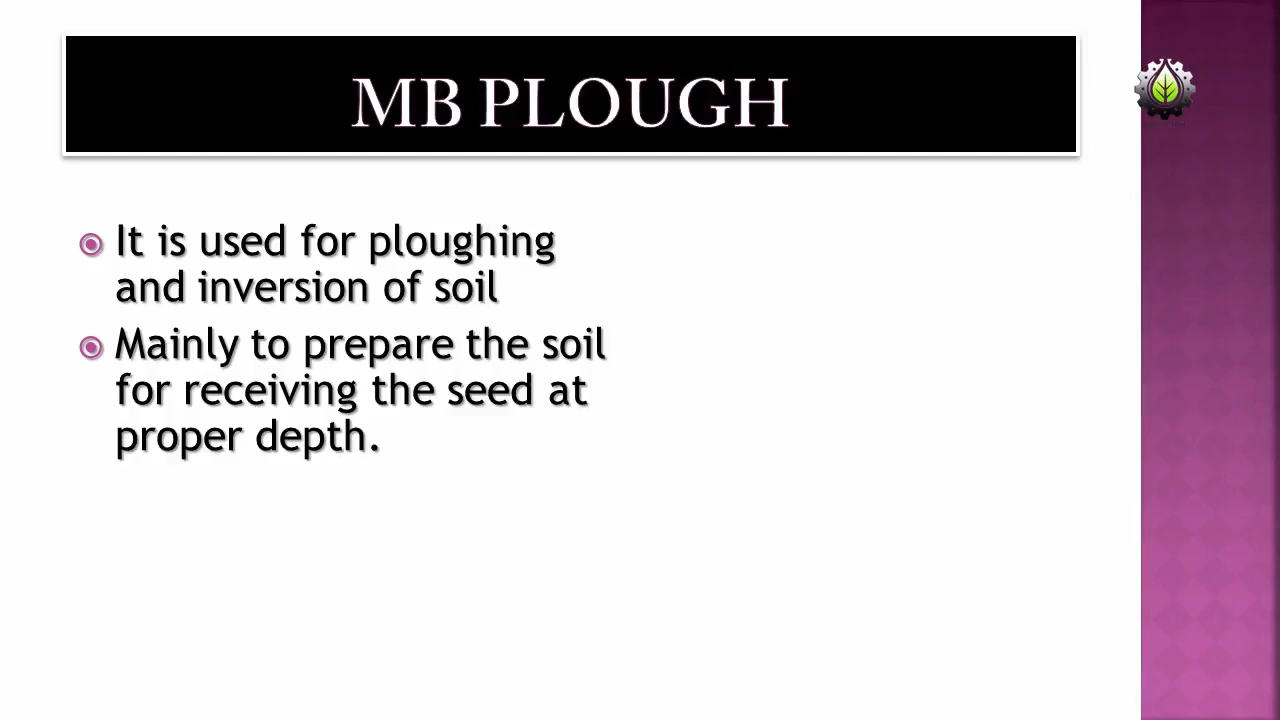 MB PLOUGH
It is used for ploughing
and inversion of soil
Mainly to prepare the soil
for receiving the seed at
proper depth.